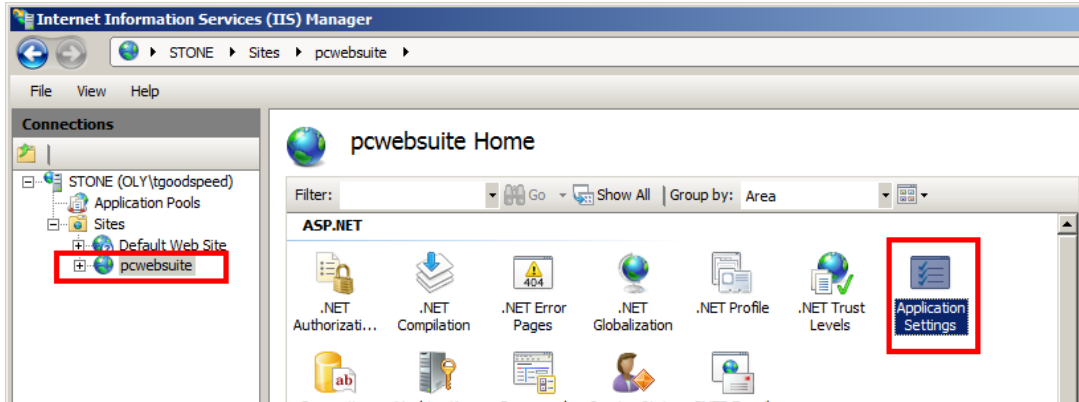 Internet Information Services (IIS) Manager
STONE Sites pcwebsuite
File View Help
Connections
STONE (OLY\tgoodspeed)
Application Pools
Sites
Default Web Site
pcwebsuite
pcwebsuite Home
Filter: Go Show All Group by: Area
ASP.NET
404
.NET Authorizati...
.NET Compilation
.NET Error Pages
.NET Globalization
.NET Profile
.NET Trust Levels
Application Settings
ab